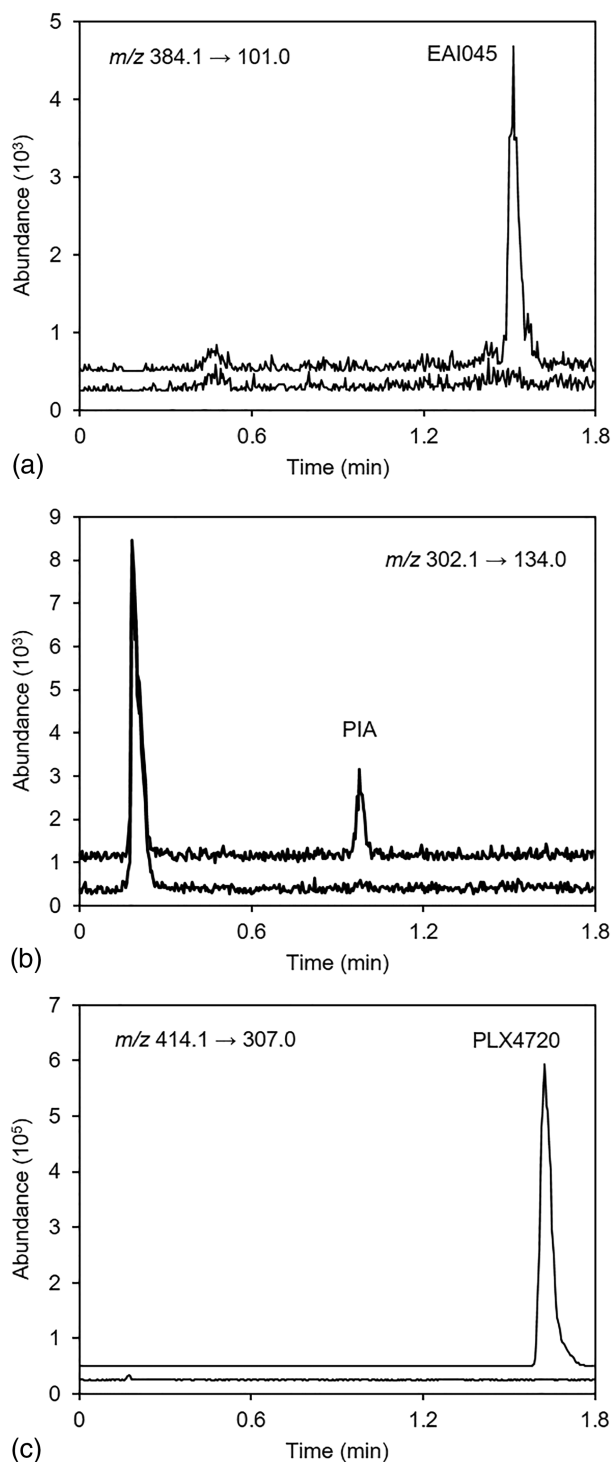 5
m/z 384.1 → 101.0
EAI045
4
3
Abundance (10³)
2
1
0
0
0.6
1.2
1.8
Time (min)
(a)
9
m/z 302.1 → 134.0
8
7
6
5
Abundance (10³)
4
PIA
3
2
1
0
0
0.6
1.2
1.8
Time (min)
(b)
7
m/z 414.1 → 307.0
PLX4720
6
5
4
Abundance (10⁵)
3
2
1
0
0
0.6
1.2
1.8
Time (min)
(c)